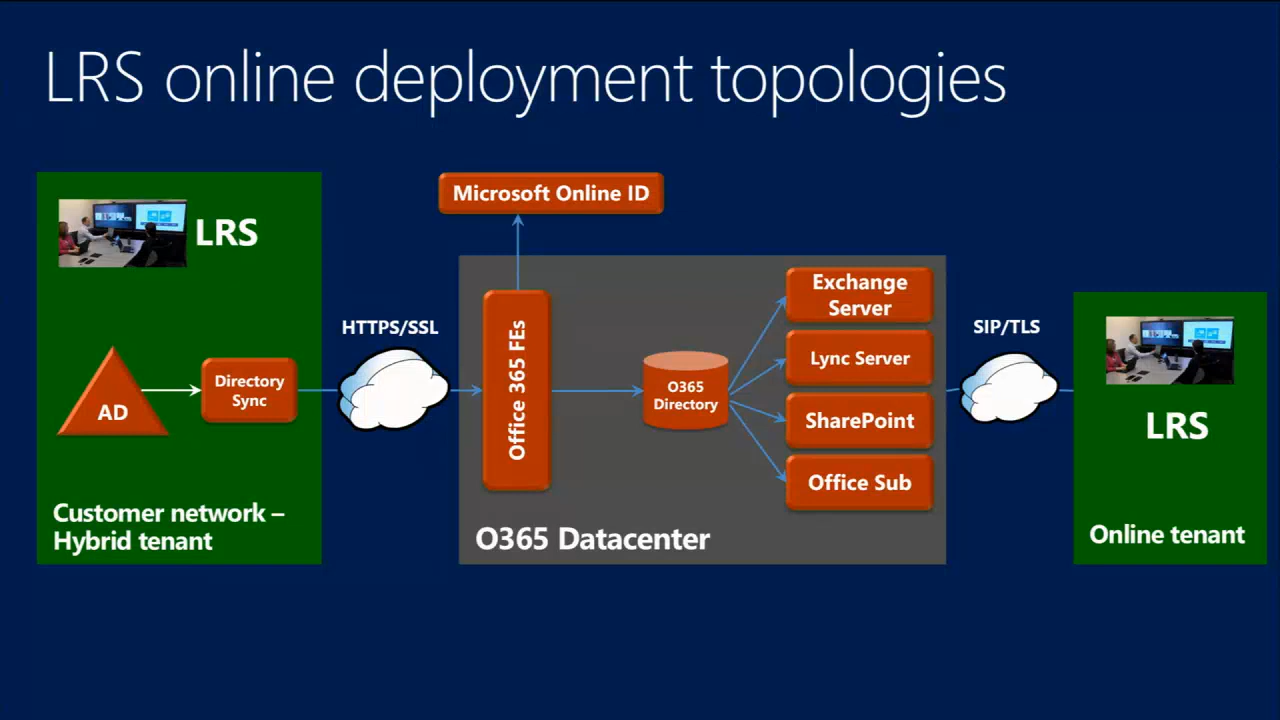 LRS online deployment topologies
LRS
AD
Directory
Sync
Customer network –
Hybrid tenant
HTTPS/SSL
Microsoft Online ID
Office 365 FEs
O365
Directory
Exchange
Server
Lync Server
SharePoint
Office Sub
O365 Datacenter
SIP/TLS
LRS
Online tenant